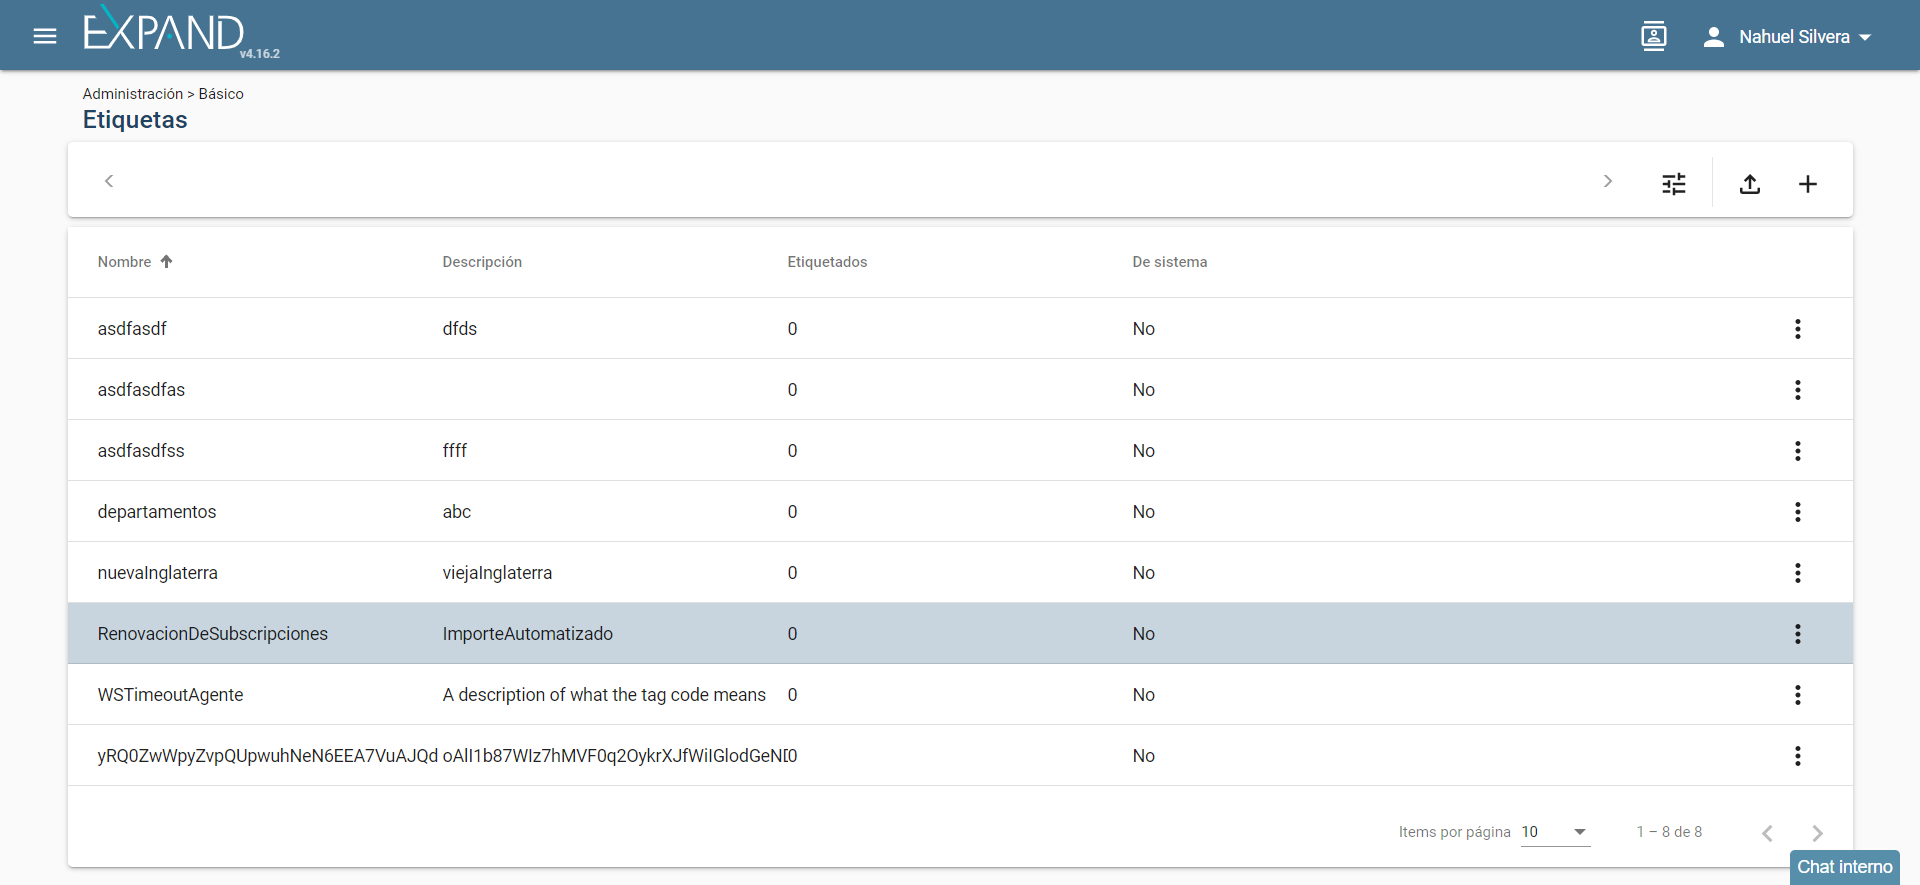 EXPAND v4.16.2
Nahuel Silvera
Administración > Básico
Etiquetas
Nombre Descripción Etiquetados De sistema
asdfasdf dfds 0 No
asdfasdfas 0 No
asdfasdfss ffff 0 No
departamentos abc 0 No
nuevaInglaterra viejaInglaterra 0 No
RenovacionDeSubscripciones ImporteAutomatizado 0 No
WSTimeoutAgente A description of what the tag code means 0 No
0 No
Items por página 10 1 – 8 de 8
Chat interno